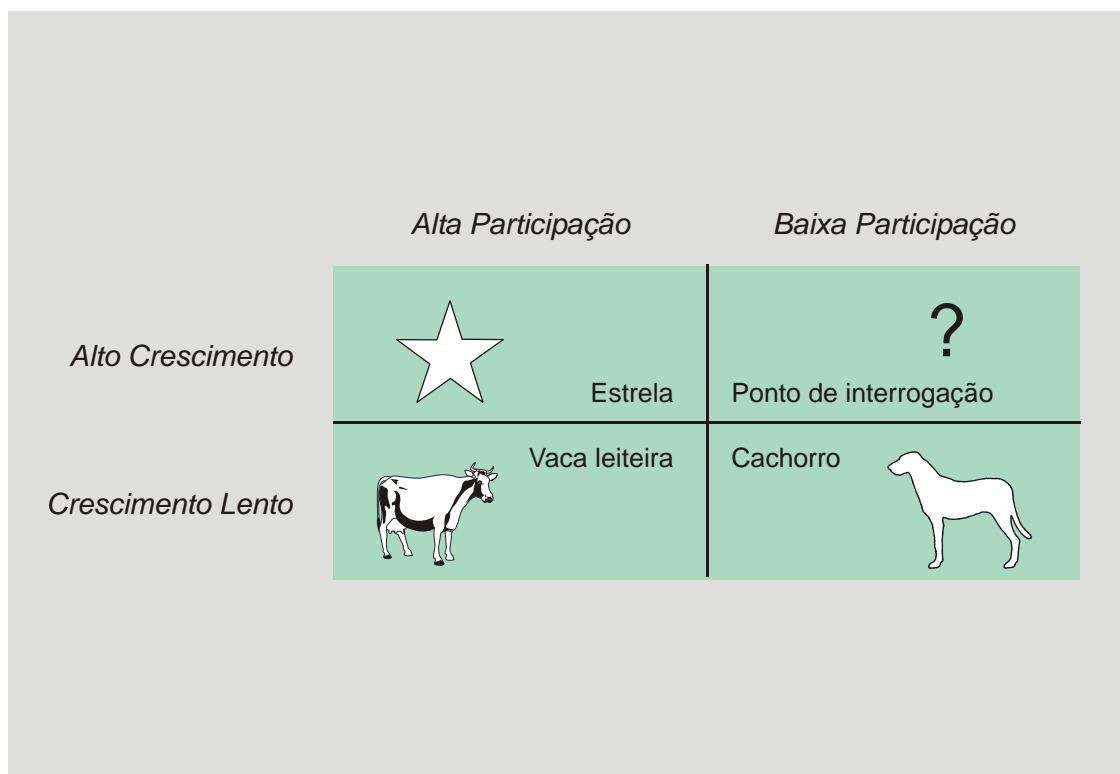 Alta Participação
Baixa Participação
Alto Crescimento
?
Estrela
Ponto de interrogação
Vaca leiteira
Cachorro
Crescimento Lento